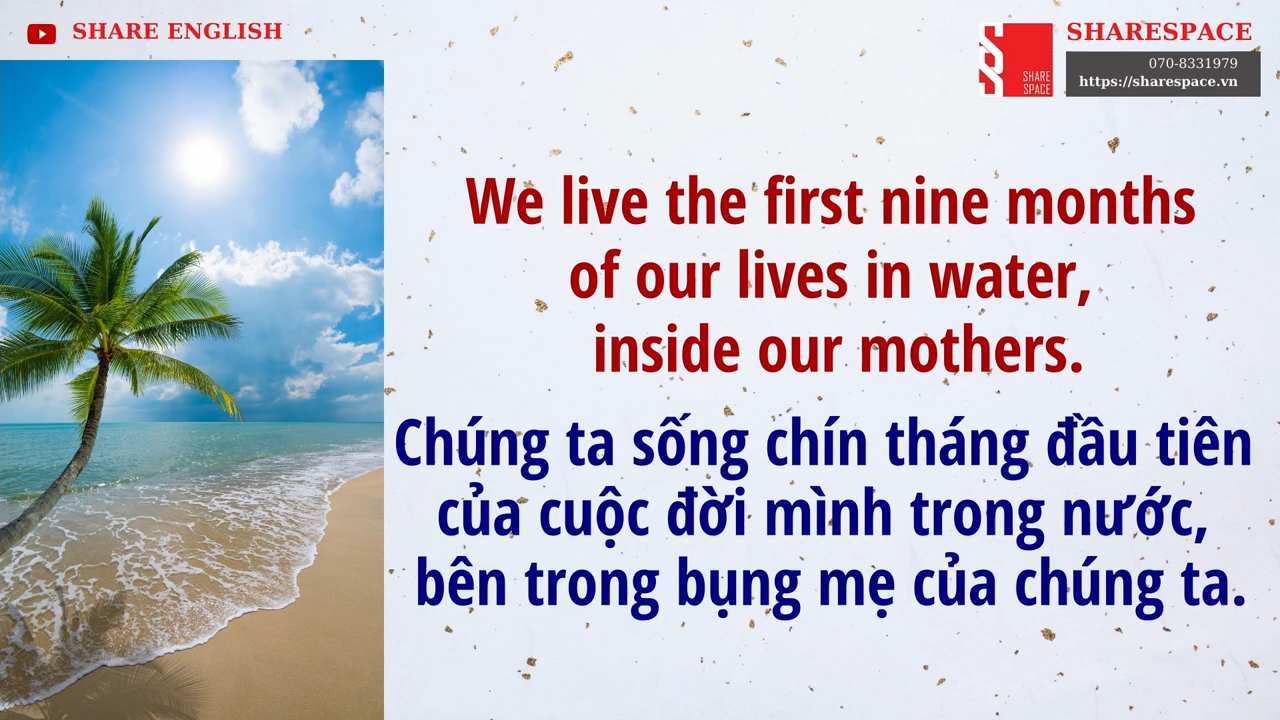 SHARE ENGLISH
SHARE
SPACE
SHARESPACE
070-8331979
https://sharespace.vn
We live the first nine months
of our lives in water,
inside our mothers.
Chúng ta sống chín tháng đầu tiên
của cuộc đời mình trong nước,
bên trong bụng mẹ của chúng ta.